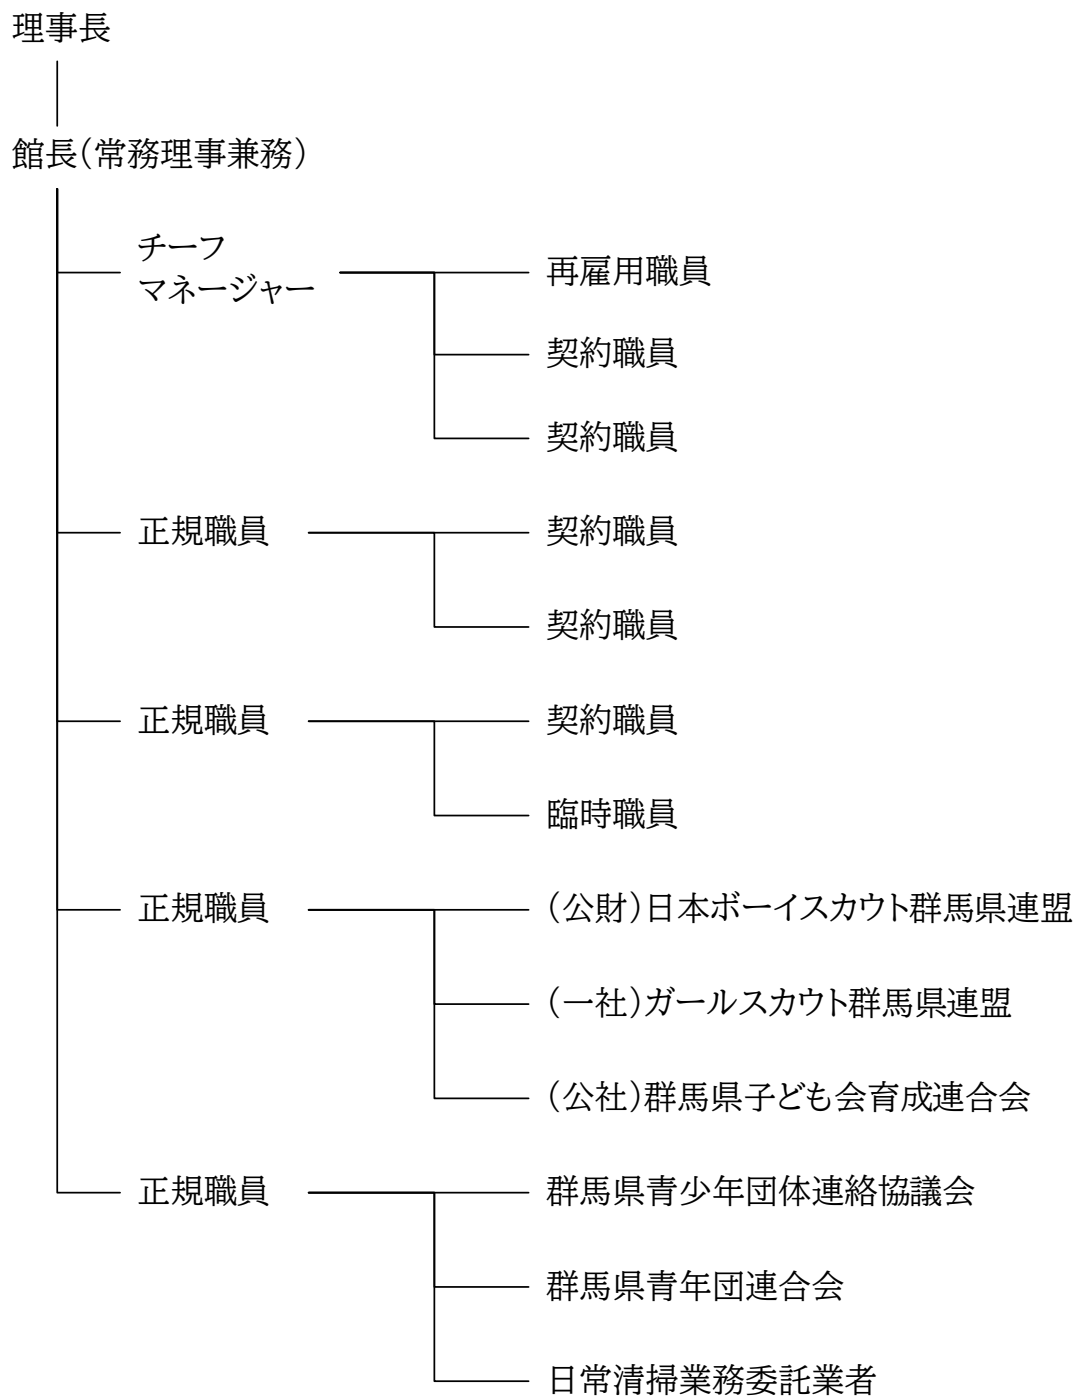 理事長
館長(常務理事兼務)
チーフ
マネージャー
再雇用職員
契約職員
契約職員
正規職員
契約職員
契約職員
正規職員
契約職員
臨時職員
正規職員
(公財)日本ボーイスカウト群馬県連盟
(一社)ガールスカウト群馬県連盟
(公社)群馬県子ども会育成連合会
正規職員
群馬県青少年団体連絡協議会
群馬県青年団連合会
日常清掃業務委託業者